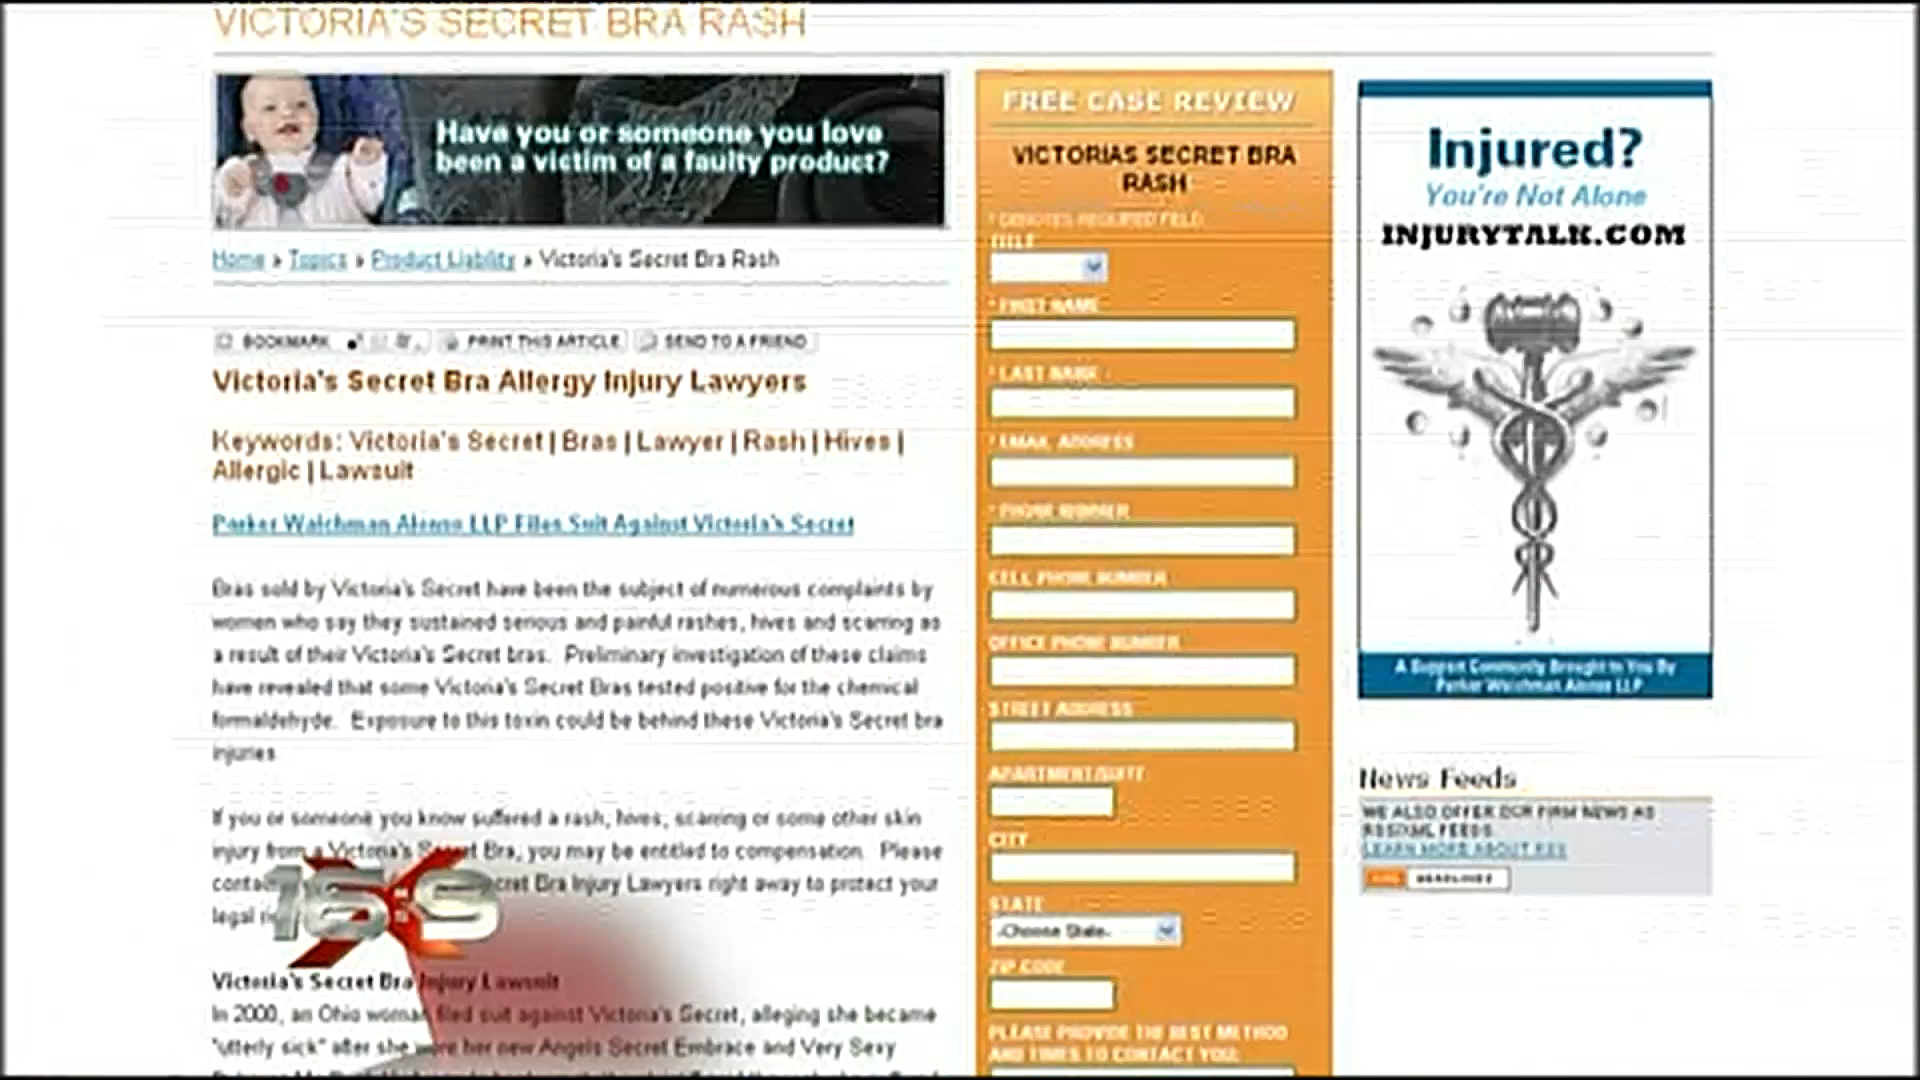 VICTORIA'S SECRET BRA RASH
Have you or someone you love
been a victim of a faulty product?
Home » Topics » Product Liability » Victoria's Secret Bra Rash
BOOKMARK
PRINT THIS ARTICLE
SEND TO A FRIEND
Victoria's Secret Bra Allergy Injury Lawyers
Keywords: Victoria's Secret | Bras | Lawyer | Rash | Hives |
Allergic | Lawsuit
Parker Waichman Alonso LLP Files Suit Against Victoria's Secret
Bras sold by Victoria's Secret have been the subject of numerous complaints by
women who say they sustained serious and painful rashes, hives and scarring as
a result of their Victoria's Secret bras. Preliminary investigation of these claims
have revealed that some Victoria's Secret Bras tested positive for the chemical
formaldehyde. Exposure to this toxin could be behind these Victoria's Secret bra
injuries
If you or someone you know suffered a rash, hives, scarring or some other skin
injury from a Victoria's Secret Bra, you may be entitled to compensation. Please
cret Bra Injury Lawyers right away to protect your
legal
16:9
Victoria's Secret Bra Injury Lawsuit
In 2000, an Ohio woman filed suit against Victoria's Secret, alleging she became
"utterly sick" after she wore her new Angels Secret Embrace and Very Sexy
FREE CASE REVIEW
VICTORIAS SECRET BRA
RASH
* DENOTES REQUIRED FIELD
TITLE
* FIRST NAME
* LAST NAME
* EMAIL ADDRESS
* PHONE NUMBER
CELL PHONE NUMBER
OFFICE PHONE NUMBER
STREET ADDRESS
APARTMENT/SUITE
CITY
STATE
-Choose State-
ZIP CODE
PLEASE PROVIDE THE BEST METHOD
AND TIMES TO CONTACT YOU:
Injured?
You're Not Alone
INJURYTALK.COM
A Support Community Brought to You By
Parker Waichman Alonso LLP
News Feeds
WE ALSO OFFER OUR FIRM NEWS AS
RSS/XML FEEDS
LEARN MORE ABOUT RSS
HEADLINES